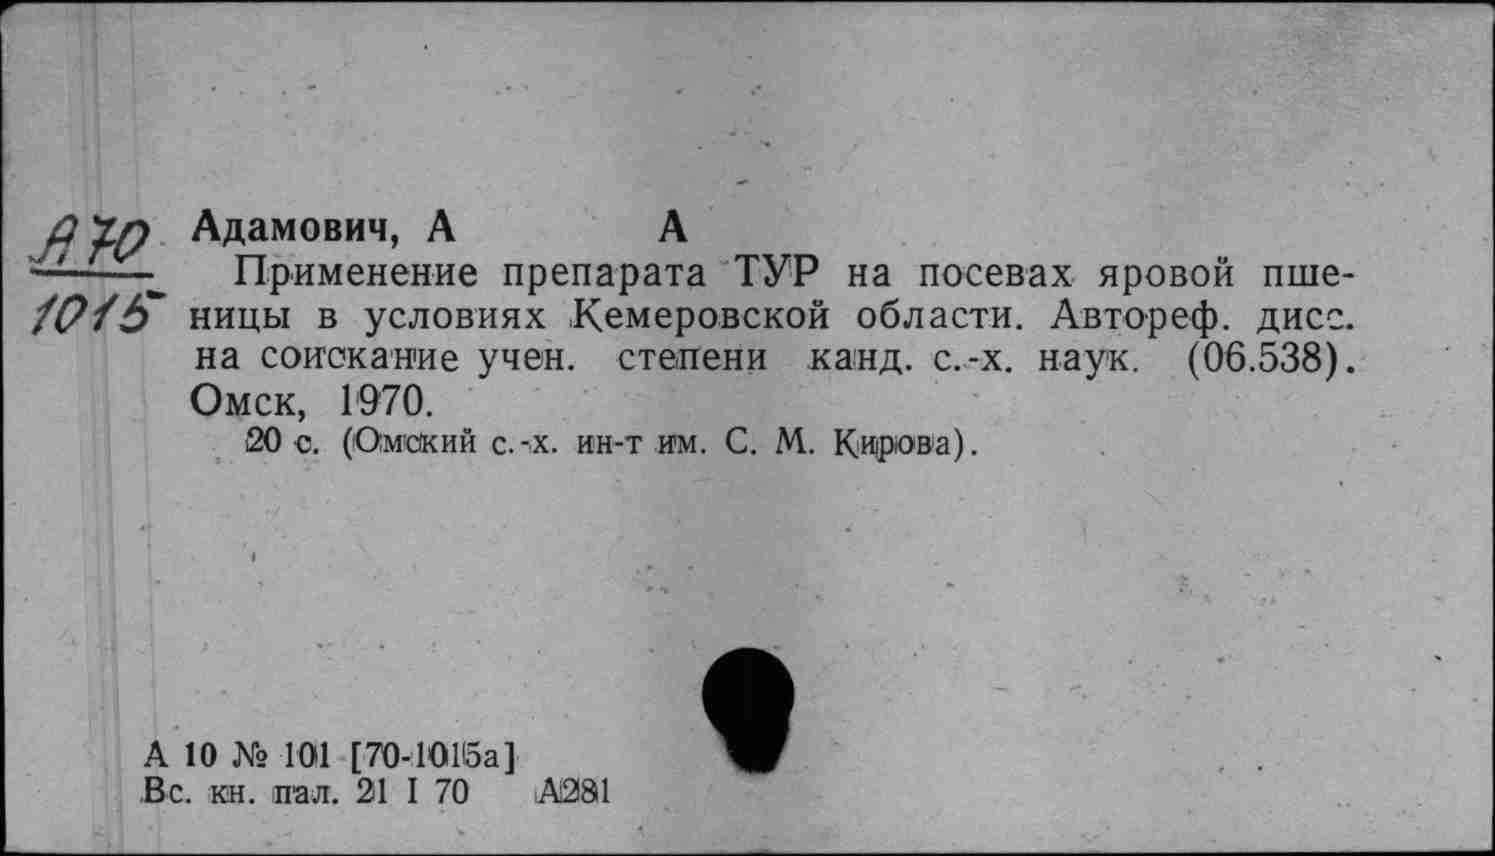 А70
1015
Адамович, А А
Применение препарата ТУР на посевах яровой пше-
ницы в условиях Кемеровской области. Автореф. дисс.
на соискание учен. степени канд. с.-х. наук. (06.538).
Омск, 1970.
20 с. (Омский с.-х. ин-т им. С. М. Кирова).
А 10 № 101 [70-1015а]
Вс. кн. пал. 21 I 70 А281